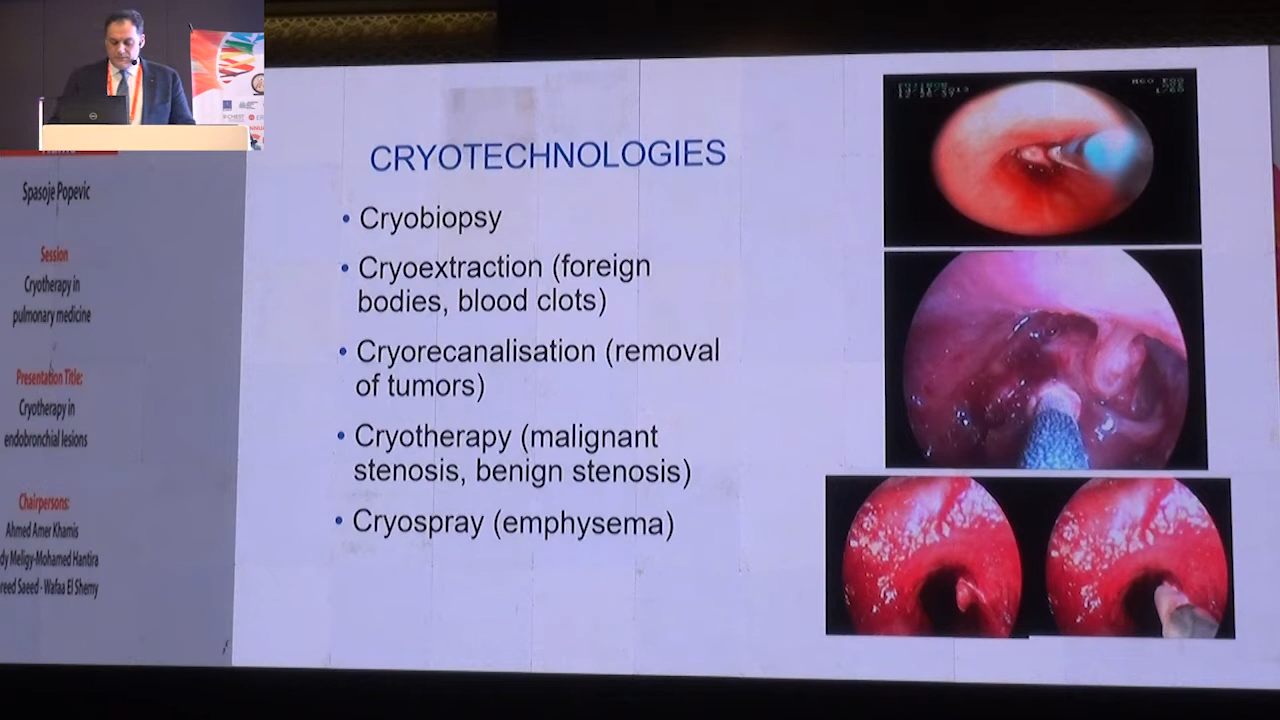 Spasoje Popevic
Session
Cryotherapy in
pulmonary medicine
Presentation Title:
Cryotherapy in
endobronchial lesions
Chairpersons:
Ahmed Amer Khamis
dy Meligy-Mohamed Hantira
reed Saeed - Wafaa El Shemy
CRYOTECHNOLOGIES
• Cryobiopsy
• Cryoextraction (foreign
bodies, blood clots)
• Cryorecanalisation (removal
of tumors)
• Cryotherapy (malignant
stenosis, benign stenosis)
• Cryospray (emphysema)